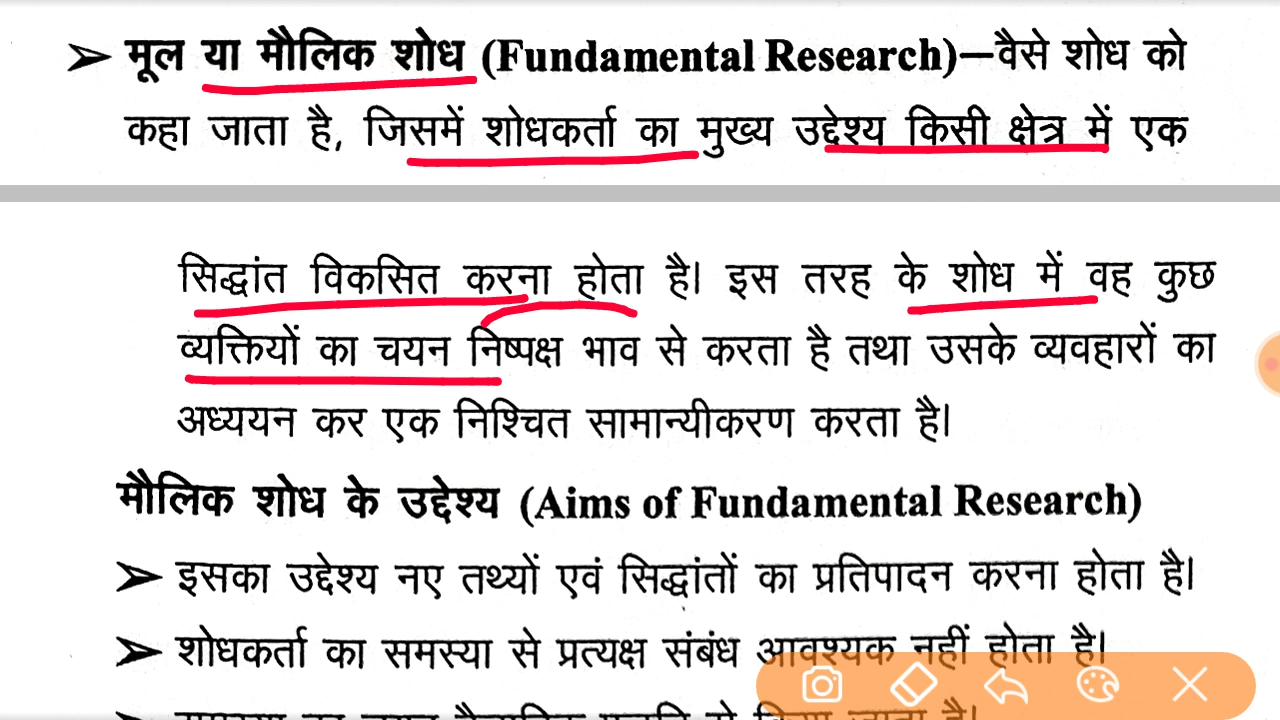 ➤ मूल या मौलिक शोध (Fundamental Research)–वैसे शोध को
कहा जाता है, जिसमें शोधकर्ता का मुख्य उद्देश्य किसी क्षेत्र में एक
सिद्धांत विकसित करना होता है। इस तरह के शोध में वह कुछ
व्यक्तियों का चयन निष्पक्ष भाव से करता है तथा उसके व्यवहारों का
अध्ययन कर एक निश्चित सामान्यीकरण करता है।
मौलिक शोध के उद्देश्य (Aims of Fundamental Research)
➤ इसका उद्देश्य नए तथ्यों एवं सिद्धांतों का प्रतिपादन करना होता है।
➤ शोधकर्ता का समस्या से प्रत्यक्ष संबंध आवश्यक नहीं होता है।